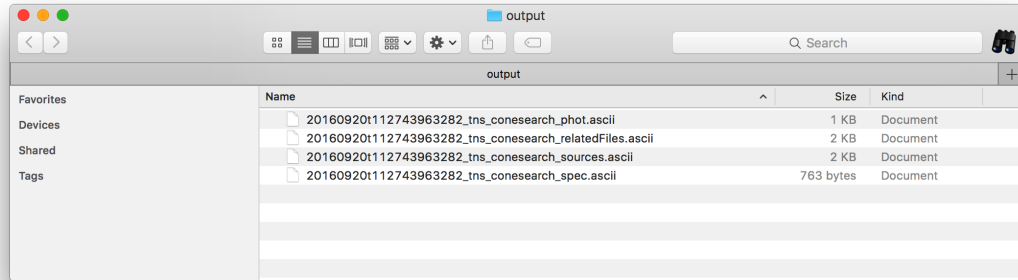 output
Search
output
Favorites
Devices
Shared
Tags
Name Size Kind
20160920t112743963282_tns_conesearch_phot.ascii 1 KB Document
20160920t112743963282_tns_conesearch_relatedFiles.ascii 2 KB Document
20160920t112743963282_tns_conesearch_sources.ascii 2 KB Document
20160920t112743963282_tns_conesearch_spec.ascii 763 bytes Document